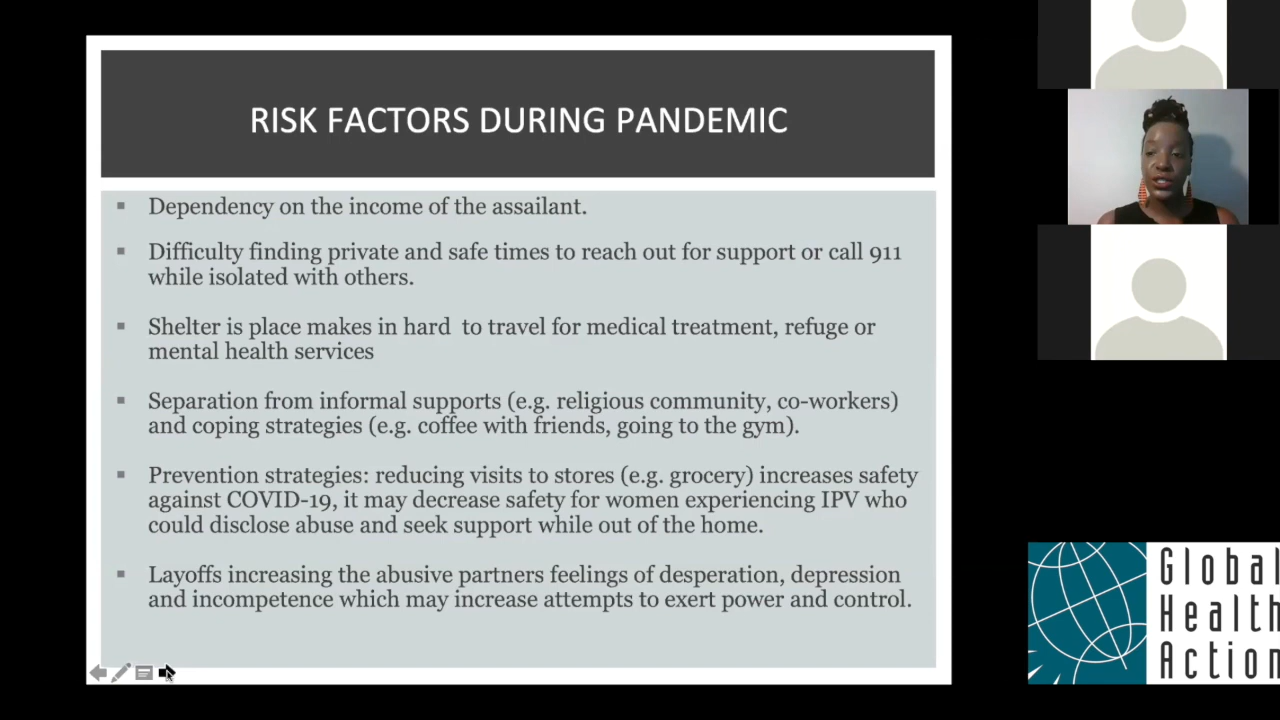 RISK FACTORS DURING PANDEMIC
Dependency on the income of the assailant.
Difficulty finding private and safe times to reach out for support or call 911
while isolated with others.
Shelter is place makes in hard  to travel for medical treatment, refuge or
mental health services
Separation from informal supports (e.g. religious community, co-workers)
and coping strategies (e.g. coffee with friends, going to the gym).
Prevention strategies: reducing visits to stores (e.g. grocery) increases safety
against COVID-19, it may decrease safety for women experiencing IPV who
could disclose abuse and seek support while out of the home.
Layoffs increasing the abusive partners feelings of desperation, depression
and incompetence which may increase attempts to exert power and control.
Global
Health
Action